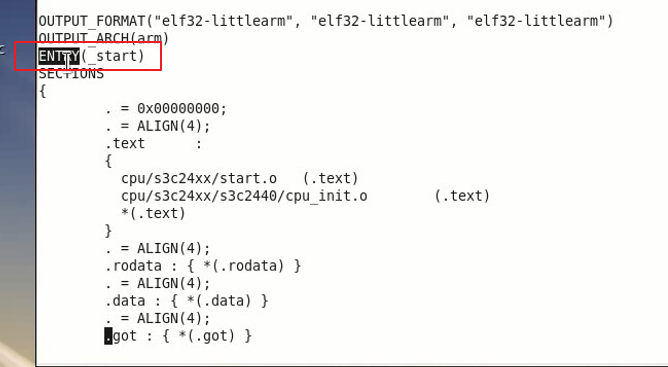 OUTPUT_FORMAT("elf32-littlearm", "elf32-littlearm", "elf32-littlearm")
OUTPUT_ARCH(arm)
ENTRY(_start)
SECTIONS
{
. = 0x00000000;
. = ALIGN(4);
.text :
{
cpu/s3c24xx/start.o (.text)
cpu/s3c24xx/s3c2440/cpu_init.o (.text)
*(.text)
}
. = ALIGN(4);
.rodata : { *(.rodata) }
. = ALIGN(4);
.data : { *(.data) }
. = ALIGN(4);
.got : { *(.got) }